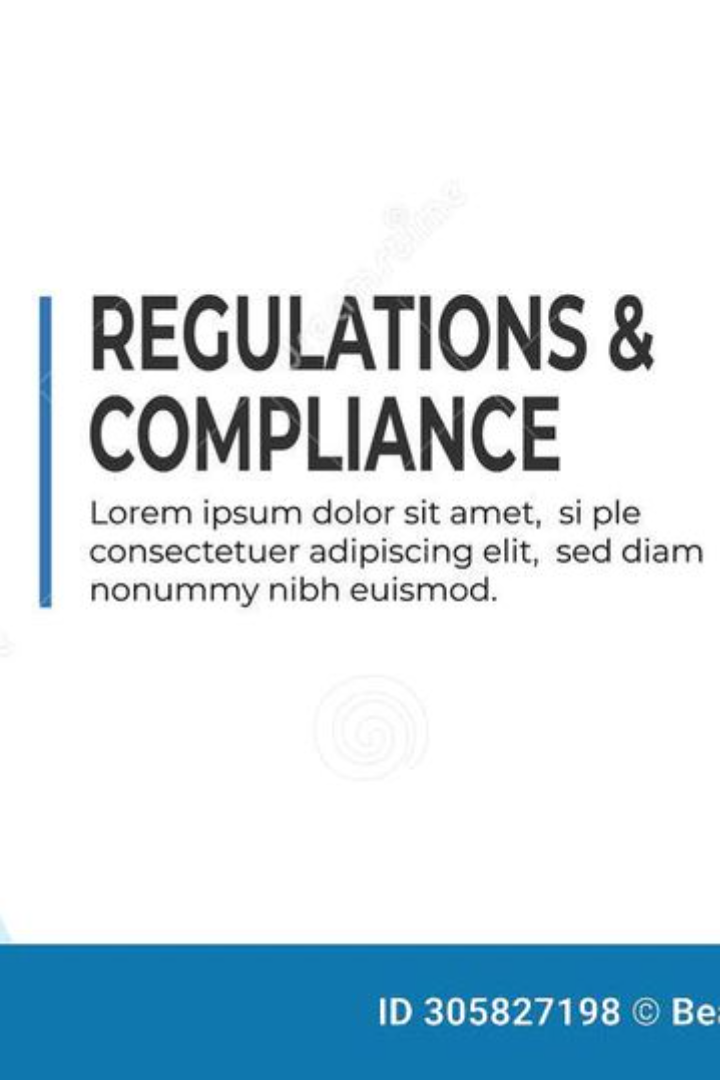 REGULATIONS &
COMPLIANCE
Lorem ipsum dolor sit amet, si ple
consectetuer adipiscing elit, sed diam
nonummy nibh euismod.
ID 305827198 ©